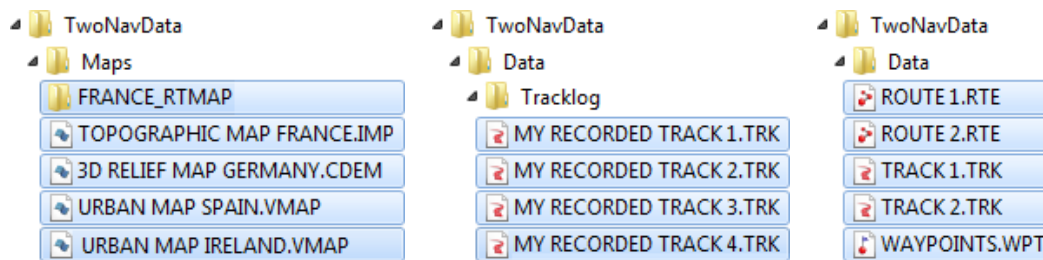 TwoNavData
Maps
FRANCE_RTMAP
TOPOGRAPHIC MAP FRANCE.IMP
3D RELIEF MAP GERMANY.CDEM
URBAN MAP SPAIN.VMAP
URBAN MAP IRELAND.VMAP
TwoNavData
Data
Tracklog
MY RECORDED TRACK 1.TRK
MY RECORDED TRACK 2.TRK
MY RECORDED TRACK 3.TRK
MY RECORDED TRACK 4.TRK
TwoNavData
Data
ROUTE 1.RTE
ROUTE 2.RTE
TRACK 1.TRK
TRACK 2.TRK
WAYPOINTS.WPT